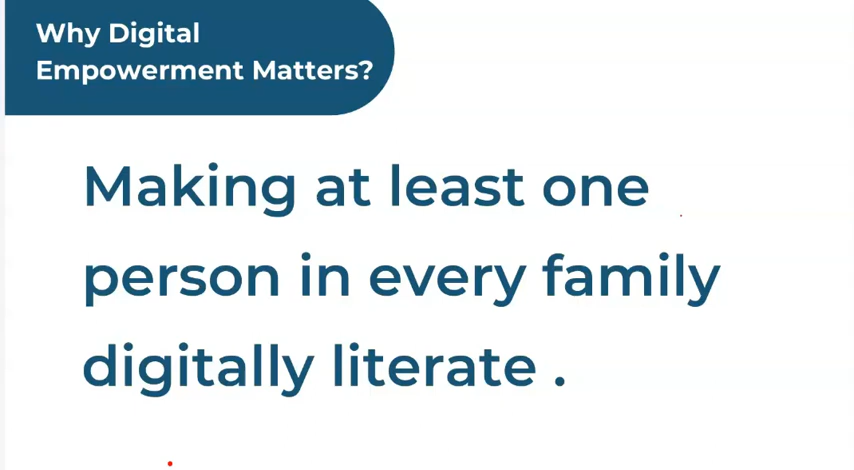 Why Digital
Empowerment Matters?
Making at least one
person in every family
digitally literate .